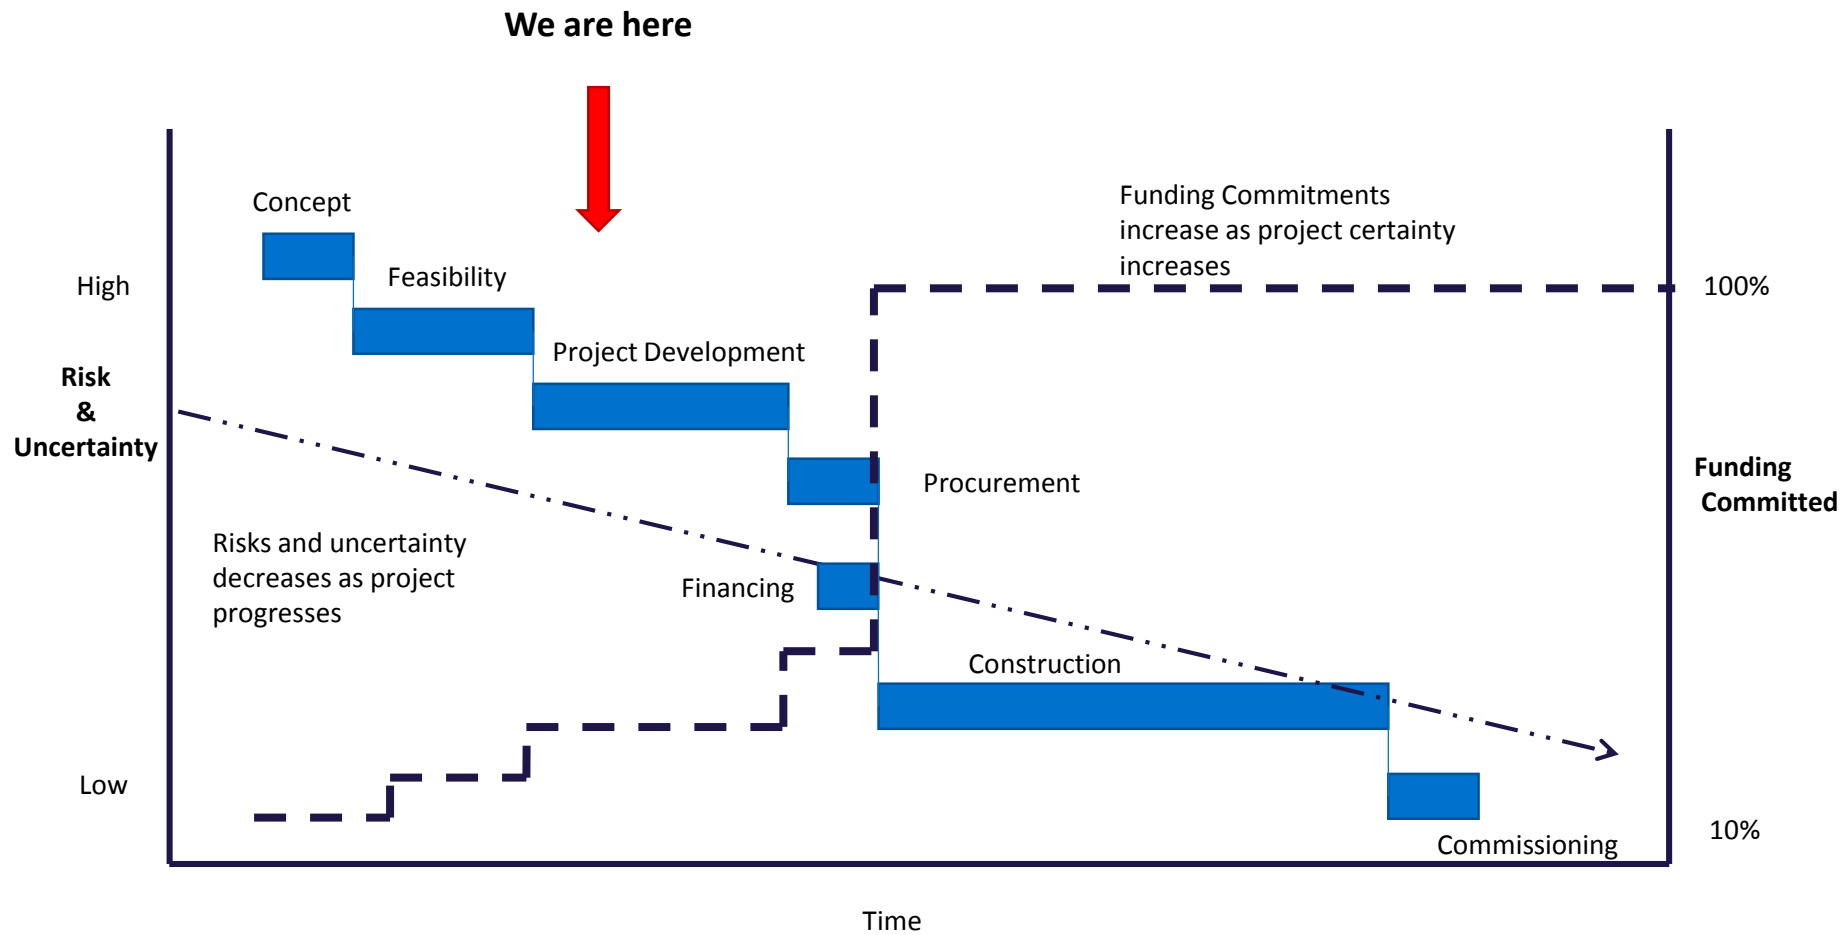 We are here
Concept
Funding Commitments
increase as project certainty
increases
Feasibility
High
100%
Project Development
Risk
&
Uncertainty
Funding
Committed
Procurement
Risks and uncertainty
decreases as project
progresses
Financing
Construction
Low
10%
Commissioning
Time